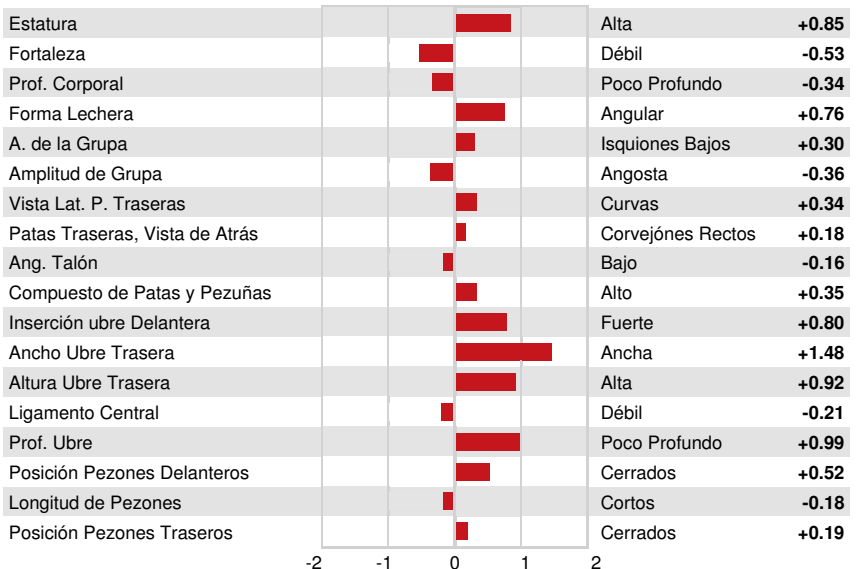 Estatura Alta +0.85
Fortaleza Débil -0.53
Prof. Corporal Poco Profundo -0.34
Forma Lechera Angular +0.76
A. de la Grupa Isquiones Bajos +0.30
Amplitud de Grupa Angosta -0.36
Vista Lat. P. Traseras Curvas +0.34
Patas Traseras, Vista de Atrás Corvejónes Rectos +0.18
Ang. Talón Bajo -0.16
Compuesto de Patas y Pezuñas Alto +0.35
Inserción ubre Delantera Fuerte +0.80
Ancho Ubre Trasera Ancha +1.48
Altura Ubre Trasera Alta +0.92
Ligamento Central Débil -0.21
Prof. Ubre Poco Profundo +0.99
Posición Pezones Delanteros Cerrados +0.52
Longitud de Pezones Cortos -0.18
Posición Pezones Traseros Cerrados +0.19
-2 -1 0 1 2